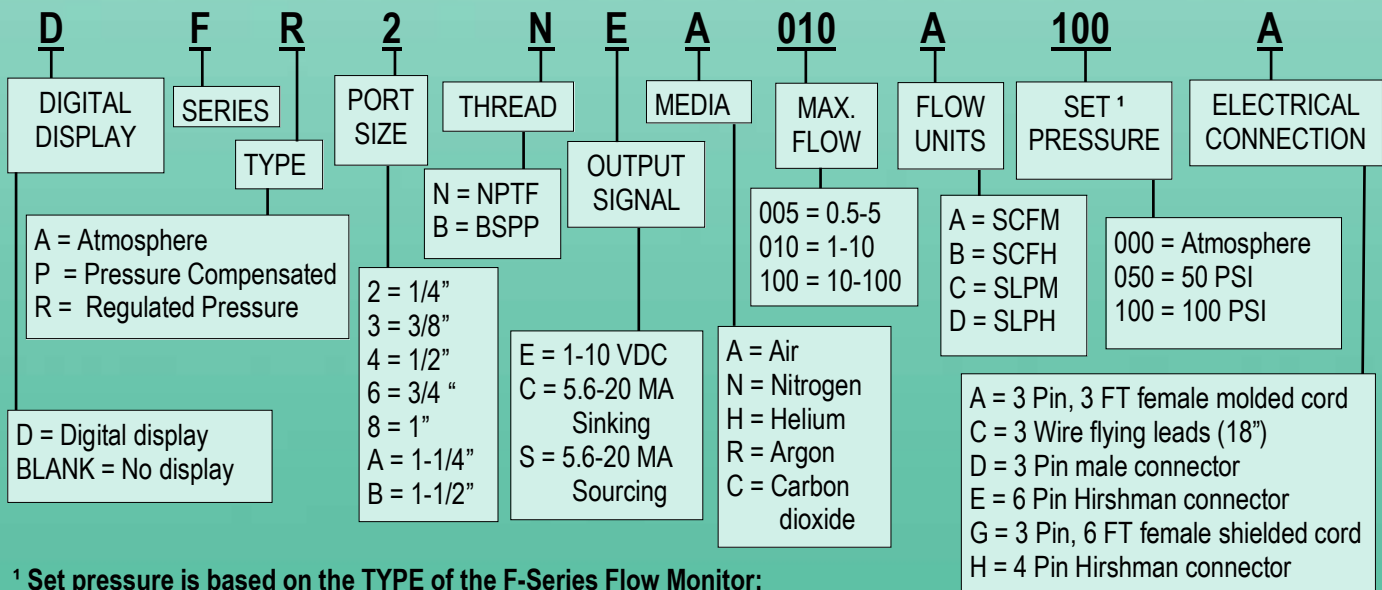 D F R 2 N E A 010 A 100 A
DIGITAL
DISPLAY
SERIES
TYPE
PORT
SIZE
THREAD
OUTPUT
SIGNAL
MEDIA
MAX.
FLOW
FLOW
UNITS
SET ¹
PRESSURE
ELECTRICAL
CONNECTION
A = Atmosphere
P = Pressure Compensated
R = Regulated Pressure
D = Digital display
BLANK = No display
2 = 1/4”
3 = 3/8”
4 = 1/2”
6 = 3/4 “
8 = 1”
A = 1-1/4”
B = 1-1/2”
N = NPTF
B = BSPP
E = 1-10 VDC
C = 5.6-20 MA
Sinking
S = 5.6-20 MA
Sourcing
A = Air
N = Nitrogen
H = Helium
R = Argon
C = Carbon
dioxide
005 = 0.5-5
010 = 1-10
100 = 10-100
A = SCFM
B = SCFH
C = SLPM
D = SLPH
000 = Atmosphere
050 = 50 PSI
100 = 100 PSI
A = 3 Pin, 3 FT female molded cord
C = 3 Wire flying leads (18”)
D = 3 Pin male connector
E = 6 Pin Hirshman connector
G = 3 Pin, 6 FT female shielded cord
H = 4 Pin Hirshman connector
¹ Set pressure is based on the TYPE of the F-Series Flow Monitor: